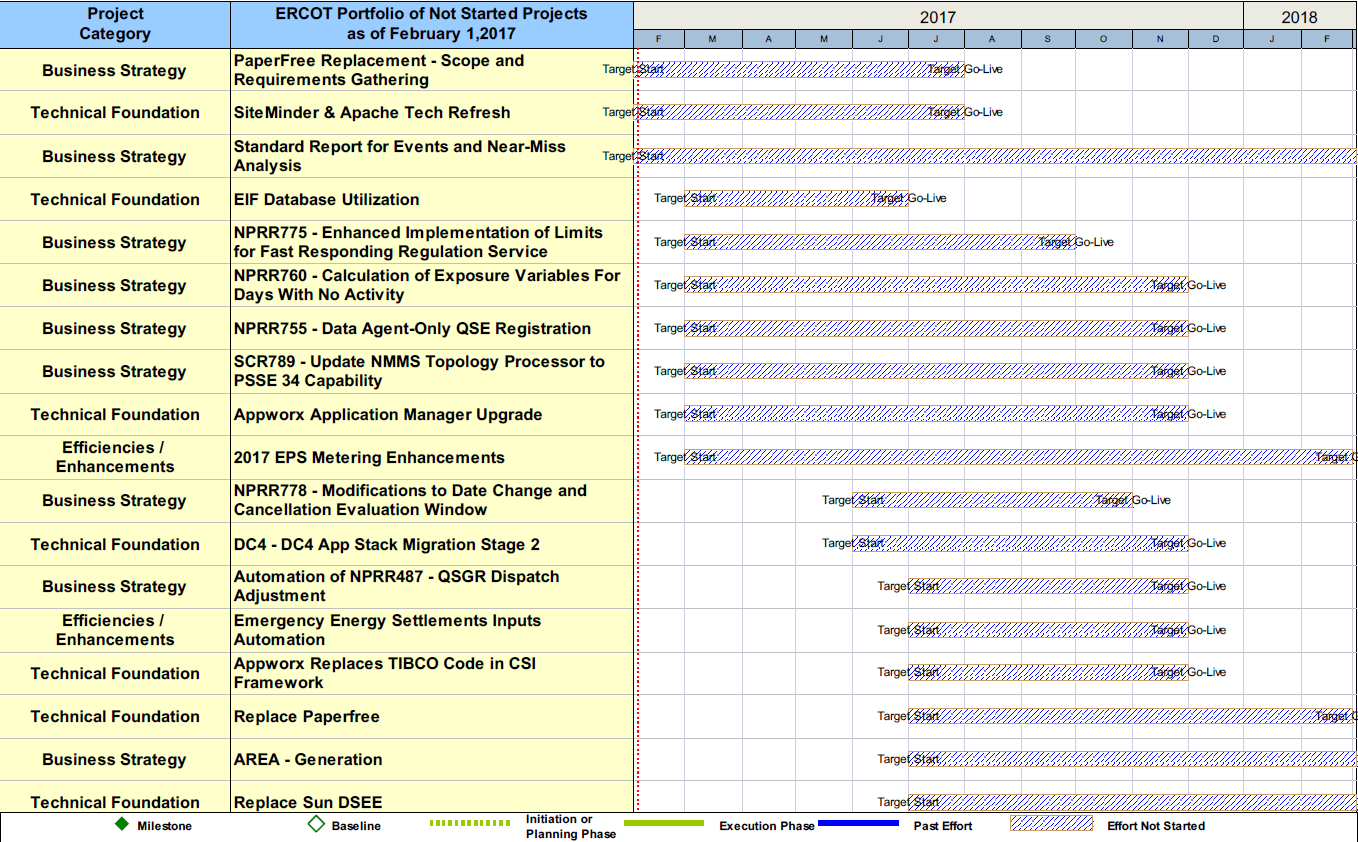 Project
Category
ERCOT Portfolio of Not Started Projects
as of February 1,2017
2017
2018
F M A M J J A S O N D J F
Business Strategy
PaperFree Replacement - Scope and
Requirements Gathering
Target Start
Target Go-Live
Technical Foundation
SiteMinder & Apache Tech Refresh
Target Start
Target Go-Live
Business Strategy
Standard Report for Events and Near-Miss
Analysis
Target Start
Technical Foundation
EIF Database Utilization
Target Start
Target Go-Live
Business Strategy
NPRR775 - Enhanced Implementation of Limits
for Fast Responding Regulation Service
Target Start
Target Go-Live
Business Strategy
NPRR760 - Calculation of Exposure Variables For
Days With No Activity
Target Start
Target Go-Live
Business Strategy
NPRR755 - Data Agent-Only QSE Registration
Target Start
Target Go-Live
Business Strategy
SCR789 - Update NMMS Topology Processor to
PSSE 34 Capability
Target Start
Target Go-Live
Technical Foundation
Appworx Application Manager Upgrade
Target Start
Target Go-Live
Efficiencies /
Enhancements
2017 EPS Metering Enhancements
Target Start
Target G
Business Strategy
NPRR778 - Modifications to Date Change and
Cancellation Evaluation Window
Target Start
Target Go-Live
Technical Foundation
DC4 - DC4 App Stack Migration Stage 2
Target Start
Target Go-Live
Business Strategy
Automation of NPRR487 - QSGR Dispatch
Adjustment
Target Start
Target Go-Live
Efficiencies /
Enhancements
Emergency Energy Settlements Inputs
Automation
Target Start
Target Go-Live
Technical Foundation
Appworx Replaces TIBCO Code in CSI
Framework
Target Start
Target Go-Live
Technical Foundation
Replace Paperfree
Target Start
Target G
Business Strategy
AREA - Generation
Target Start
Technical Foundation
Replace Sun DSEE
Target Start
Milestone
Baseline
Initiation or
Planning Phase
Execution Phase
Past Effort
Effort Not Started